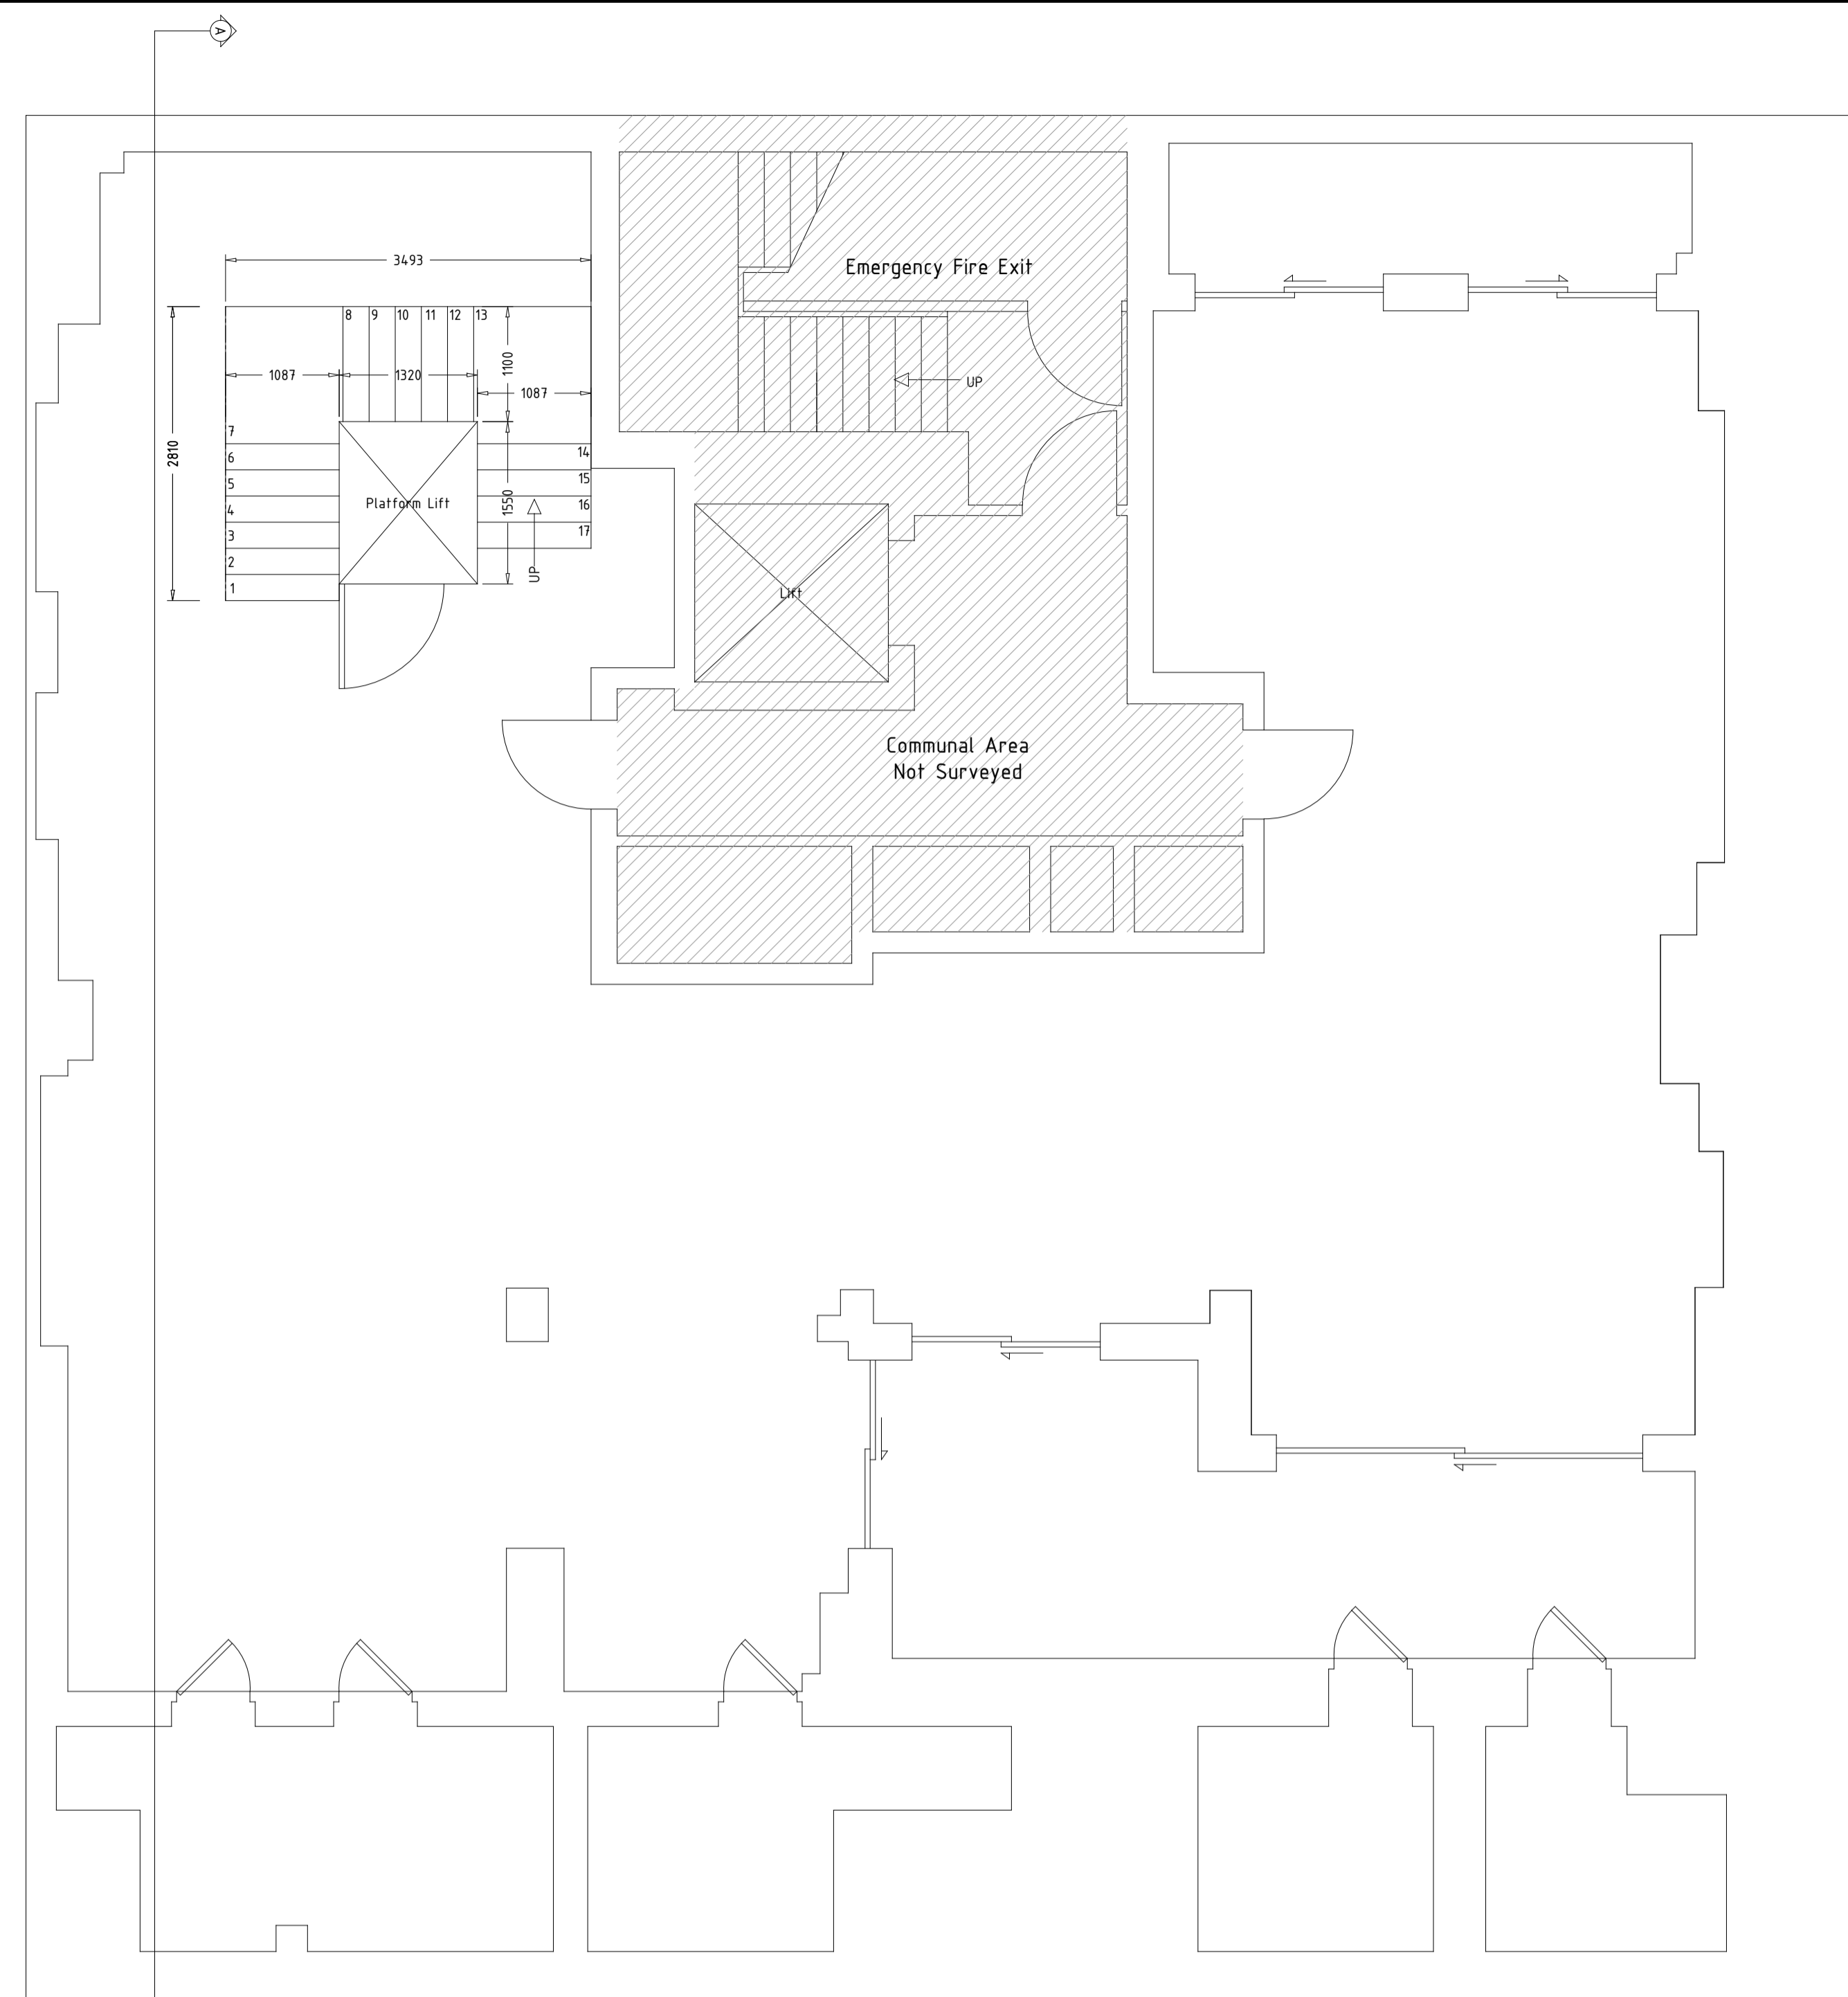 A
3493
8 9 10 11 12 13
Emergency Fire Exit
1100
1087
1320
1087
UP
7
2810
6
14
5
15
4
Platform Lift
1550
16
3
17
2
1
UP
Lift
Communal Area
Not Surveyed